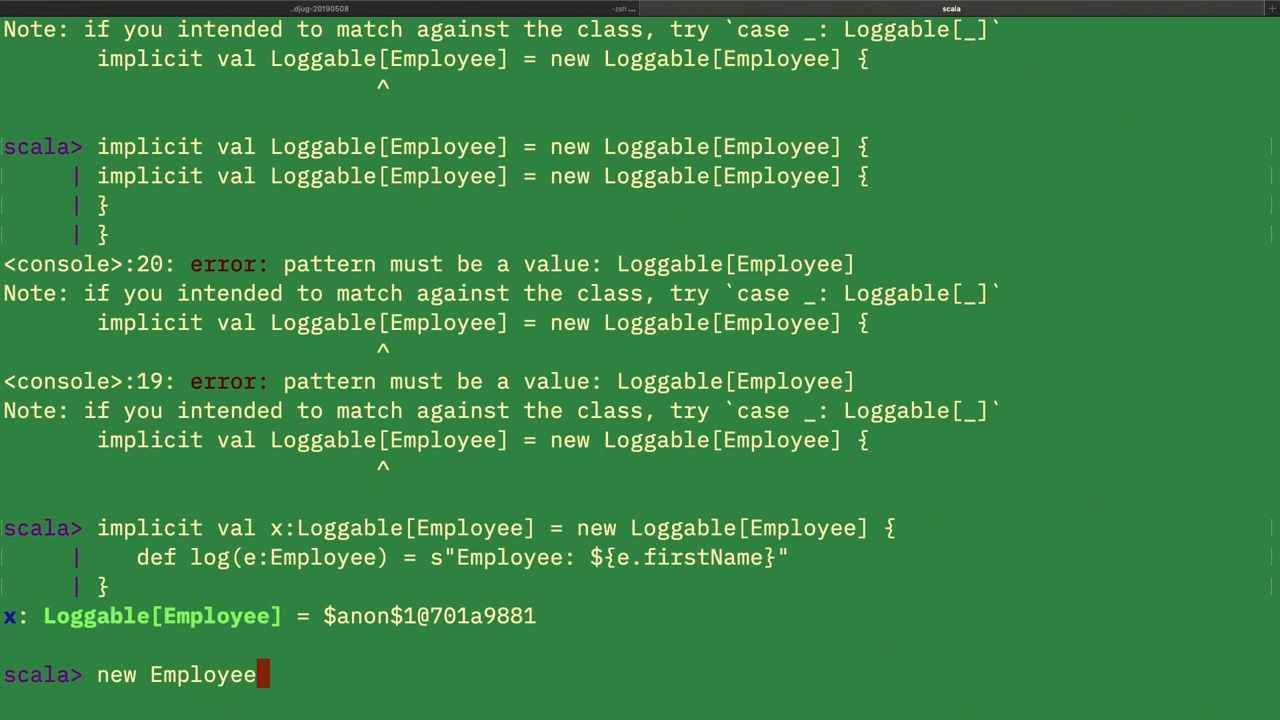 ..djug-20190508
-zsh ...
scala
+
Note: if you intended to match against the class, try `case _: Loggable[_]`
implicit val Loggable[Employee] = new Loggable[Employee] {
^
scala> implicit val Loggable[Employee] = new Loggable[Employee] {
| implicit val Loggable[Employee] = new Loggable[Employee] {
| }
| }
<console>:20: error: pattern must be a value: Loggable[Employee]
Note: if you intended to match against the class, try `case _: Loggable[_]`
implicit val Loggable[Employee] = new Loggable[Employee] {
^
<console>:19: error: pattern must be a value: Loggable[Employee]
Note: if you intended to match against the class, try `case _: Loggable[_]`
implicit val Loggable[Employee] = new Loggable[Employee] {
^
scala> implicit val x:Loggable[Employee] = new Loggable[Employee] {
| def log(e:Employee) = s"Employee: ${e.firstName}"
| }
x: Loggable[Employee] = $anon$1@701a9881
scala> new Employee